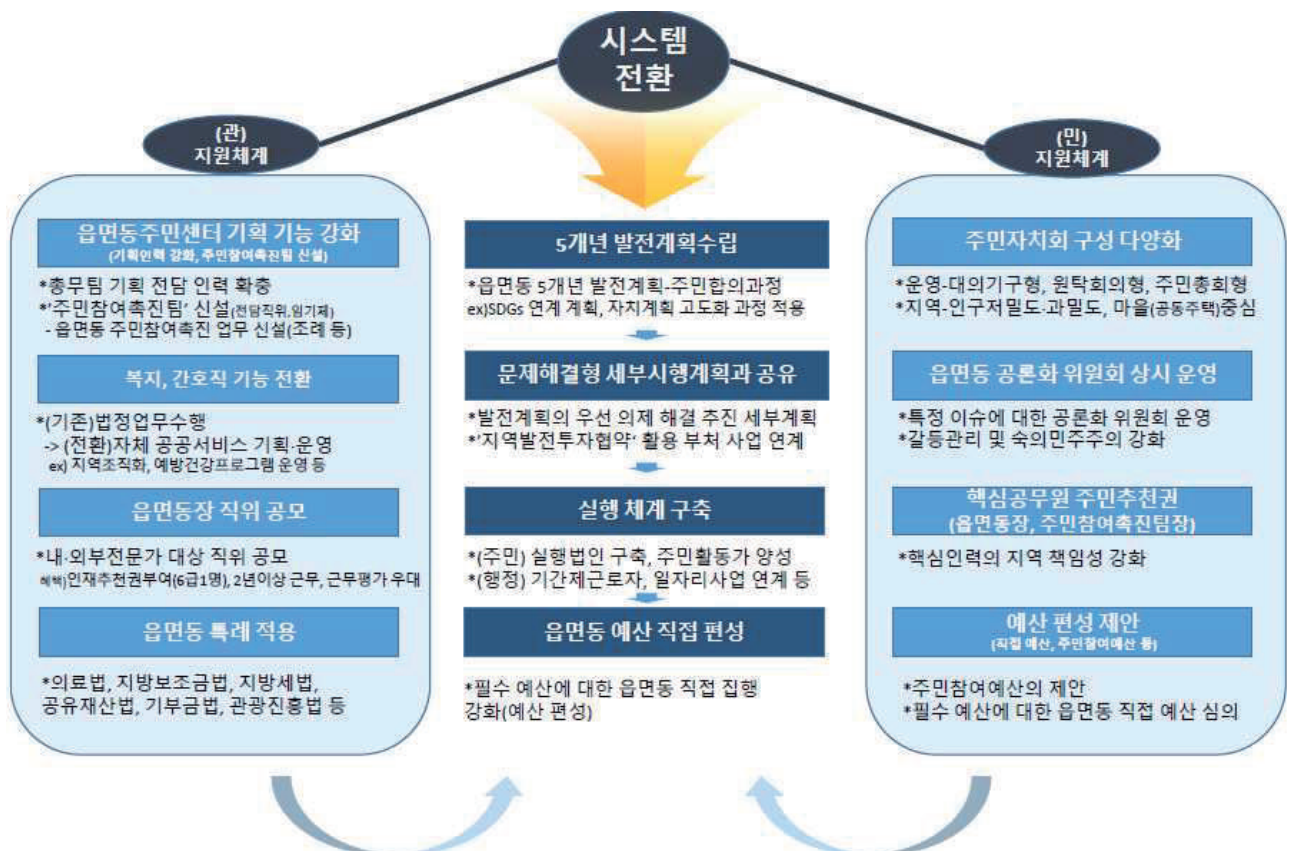 시스템
전환
(관)
지원체계
읍면동주민센터 기획 기능 강화
(기획인력 강화, 주민참여촉진팀 신설)
*총무팀 기획 전담 인력 확충
*'주민참여촉진팀' 신설(전담직위,임기제)
- 읍면동 주민참여촉진 업무 신설(조례 등)
복지, 간호직 기능 전환
*(기존)법정업무수행
-> (전환)자체 공공서비스 기획·운영
ex) 지역조직화, 예방건강프로그램 운영 등
읍면동장 직위 공모
*내·외부전문가 대상 직위 공모
혜택)인재추천권부여(6급1명), 2년이상 근무, 근무평가 우대
읍면동 특례 적용
*의료법, 지방보조금법, 지방세법,
공유재산법, 기부금법, 관광진흥법 등
5개년 발전계획수립
*읍면동 5개년 발전계획-주민합의과정
ex)SDGs 연계 계획, 자치계획 고도화 과정 적용
문제해결형 세부시행계획과 공유
*발전계획의 우선 의제 해결 추진 세부계획
*'지역발전투자협약' 활용 부처 사업 연계
실행 체계 구축
*(주민) 실행법인 구축, 주민활동가 양성
*(행정) 기간제근로자, 일자리사업 연계 등
읍면동 예산 직접 편성
*필수 예산에 대한 읍면동 직접 집행
강화(예산 편성)
(민)
지원체계
주민자치회 구성 다양화
*운영-대의기구형, 원탁회의형, 주민총회형
*지역-인구저밀도·과밀도, 마을(공동주택)중심
읍면동 공론화 위원회 상시 운영
*특정 이슈에 대한 공론화 위원회 운영
*갈등관리 및 숙의민주주의 강화
핵심공무원 주민추천권
(읍면동장, 주민참여촉진팀장)
*핵심인력의 지역 책임성 강화
예산 편성 제안
(직접 예산, 주민참여예산 등)
*주민참여예산의 제안
*필수 예산에 대한 읍면동 직접 예산 심의